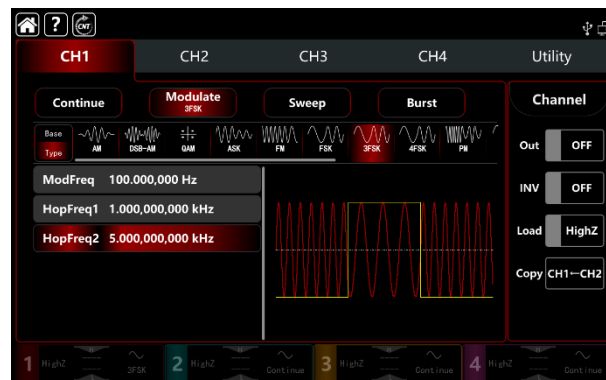 ? CNT
CH1 CH2 CH3 CH4 Utility
Continue Modulate Sweep Burst Channel
3FSK
Base
Type AM DSB-AM QAM ASK FM FSK 3FSK 4FSK PM
Out OFF
ModFreq 100.000,000 Hz
INV OFF
HopFreq1 1.000,000,000 kHz
Load HighZ
HopFreq2 5.000,000,000 kHz
Copy CH1←CH2
1 HighZ 3FSK 2 HighZ Continue 3 HighZ Continue 4 HighZ Continue